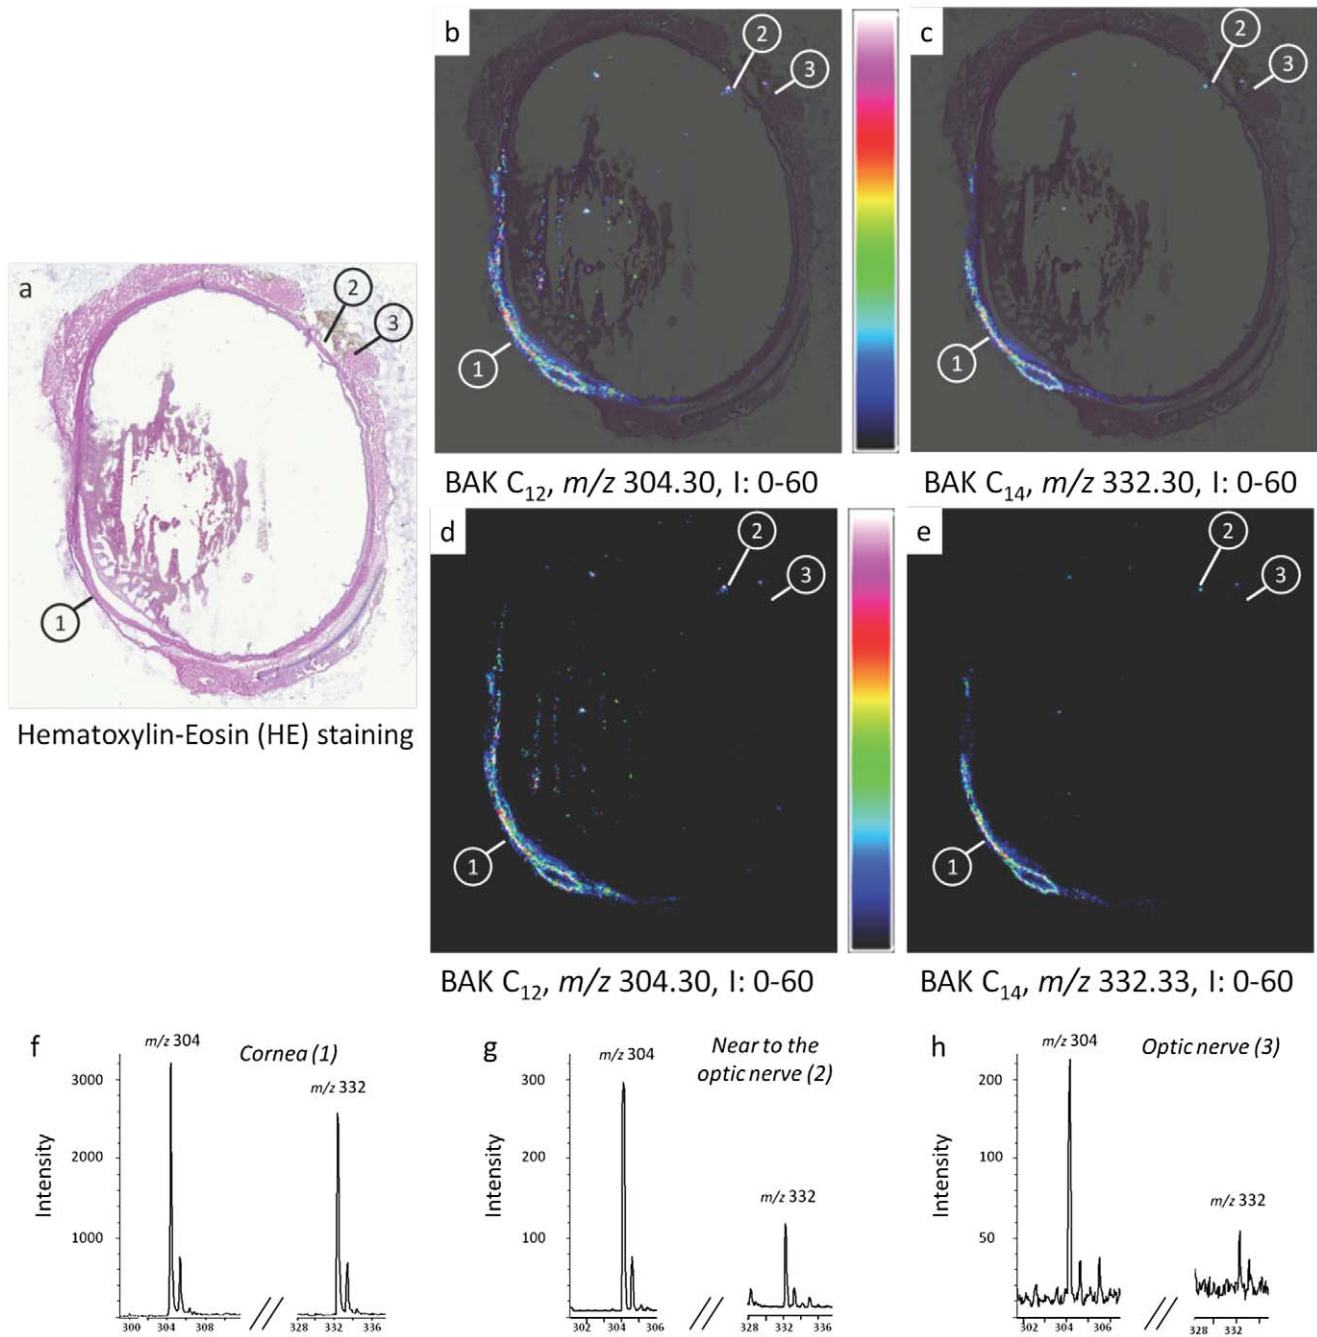 a
2
3
1
Hematoxylin-Eosin (HE) staining
b
2
3
1
BAK C₁₂, m/z 304.30, I: 0-60
c
2
3
1
BAK C₁₄, m/z 332.30, I: 0-60
d
2
3
1
BAK C₁₂, m/z 304.30, I: 0-60
e
2
3
1
BAK C₁₄, m/z 332.33, I: 0-60
f
m/z 304
Cornea (1)
m/z 332
3000
2000
1000
Intensity
300 304 308 328 332 336
g
m/z 304
Near to the
optic nerve (2)
m/z 332
300
200
100
Intensity
302 304 306 328 332 336
h
m/z 304
Optic nerve (3)
m/z 332
200
100
50
Intensity
302 304 306 328 332